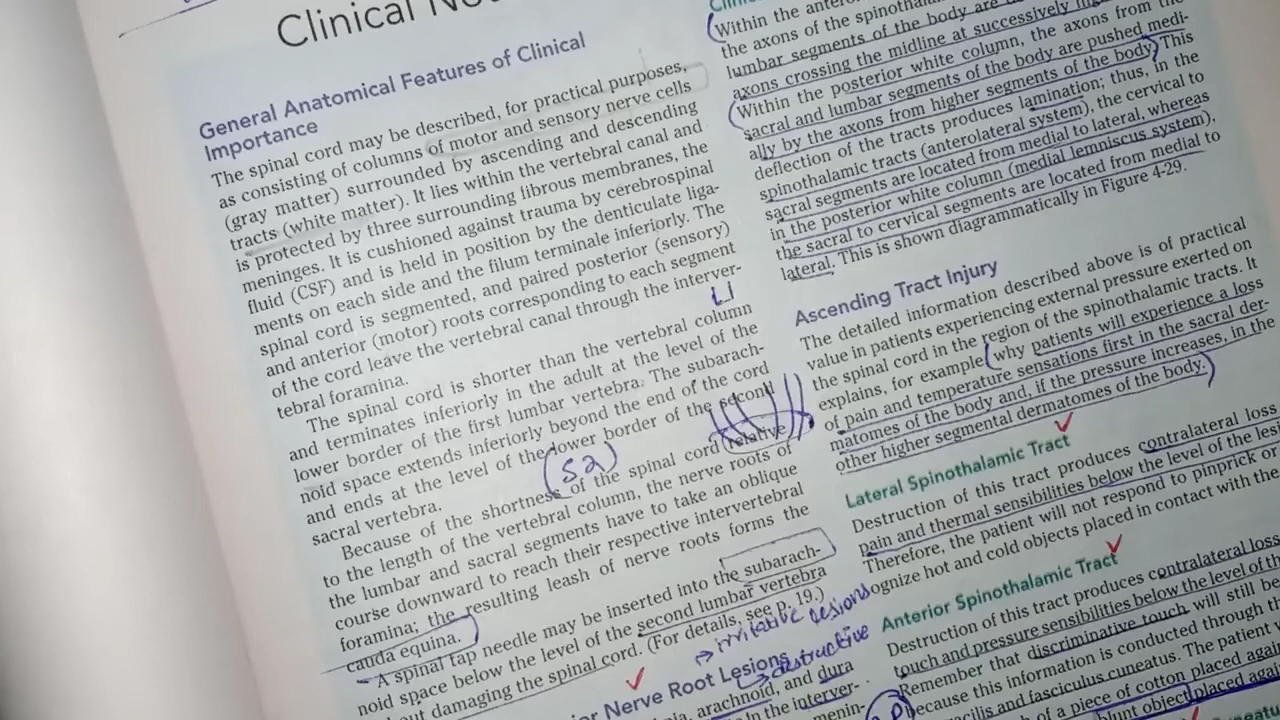 Clinical
General Anatomical Features of Clinical
Importance
The spinal cord may be described, for practical purposes,
as consisting of columns of motor and sensory nerve cells
(gray matter) surrounded by ascending and descending
tracts (white matter). It lies within the vertebral canal and
is protected by three surrounding fibrous membranes, the
meninges. It is cushioned against trauma by cerebrospinal
fluid (CSF) and is held in position by the denticulate liga-
ments on each side and the filum terminale inferiorly. The
spinal cord is segmented, and paired posterior (sensory)
and anterior (motor) roots corresponding to each segment
of the cord leave the vertebral canal through the interver-
tebral foramina.
L1
The spinal cord is shorter than the vertebral column
and terminates inferiorly in the adult at the level of the
lower border of the first lumbar vertebra. The subarach-
noid space extends inferiorly beyond the end of the cord
and ends at the level of the lower border of the second
sacral vertebra.
(S2)
Because of the shortness of the spinal cord relative
to the length of the vertebral column, the nerve roots of
the lumbar and sacral segments have to take an oblique
course downward to reach their respective intervertebral
foramina; the resulting leash of nerve roots forms the
cauda equina.
A spinal tap needle may be inserted into the subarach-
noid space below the level of the second lumbar vertebra
out damaging the spinal cord. (For details, see p. 19.)
irritative lesions
destructive
Nerve Root Lesions
arachnoid, and dura
in the interver-
menin-
Within the
the axons of the
lumbar segments of the body are
axons crossing the midline at successively
Within the posterior white column, the axons from the
sacral and lumbar segments of the body are pushed medi-
ally by the axons from higher segments of the body. This
deflection of the tracts produces lamination; thus, in the
spinothalamic tracts (anterolateral system), the cervical to
sacral segments are located from medial to lateral, whereas
in the posterior white column (medial lemniscus system),
the sacral to cervical segments are located from medial to
lateral. This is shown diagrammatically in Figure 4-29.
Ascending Tract Injury
The detailed information described above is of practical
value in patients experiencing external pressure exerted on
the spinal cord in the region of the spinothalamic tracts. It
explains, for example, why patients will experience a loss
of pain and temperature sensations first in the sacral der-
matomes of the body and, if the pressure increases, in the
other higher segmental dermatomes of the body.
Lateral Spinothalamic Tract
Destruction of this tract produces contralateral loss
pain and thermal sensibilities below the level of the
Therefore, the patient will not respond to pinprick or
ognize hot and cold objects placed in contact with the
Anterior Spinothalamic Tract
Destruction of this tract produces contralateral loss
touch and pressure sensibilities below the level of
Remember that discriminative touch will still be
because this information is conducted through
and fasciculus cuneatus. The patient
of a piece of cotton placed
blunt object placed